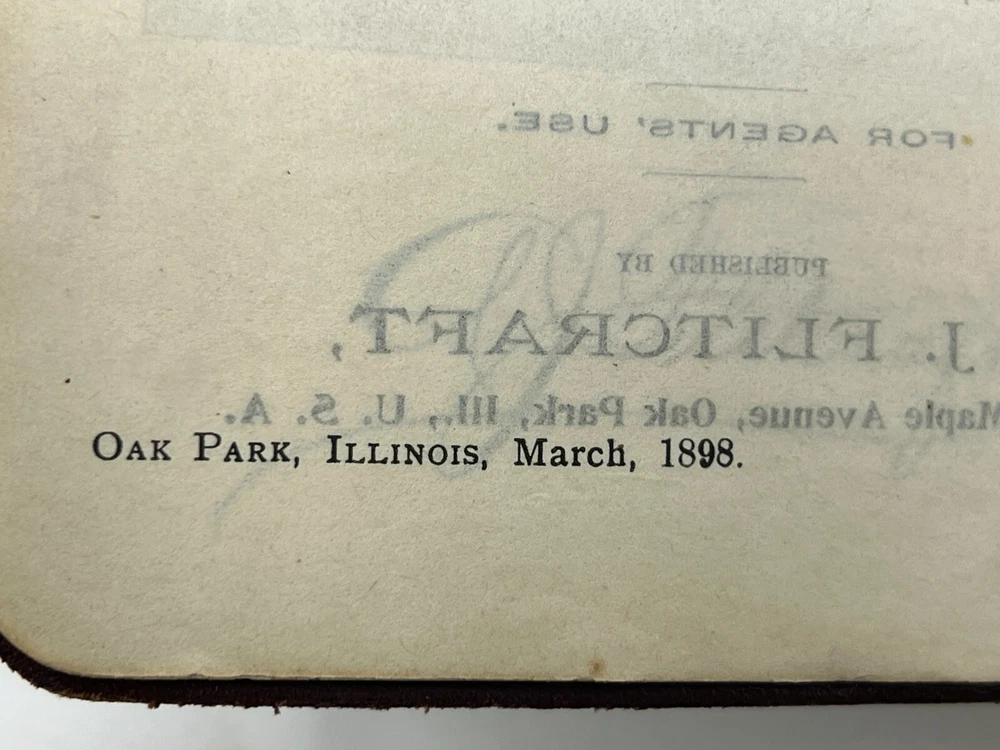 FOR AGENTS' USE.
PUBLISHED BY
J. FLITCRAFT,
Maple Avenue, Oak Park, Ill., U. S. A.
OAK PARK, ILLINOIS, March, 1898.